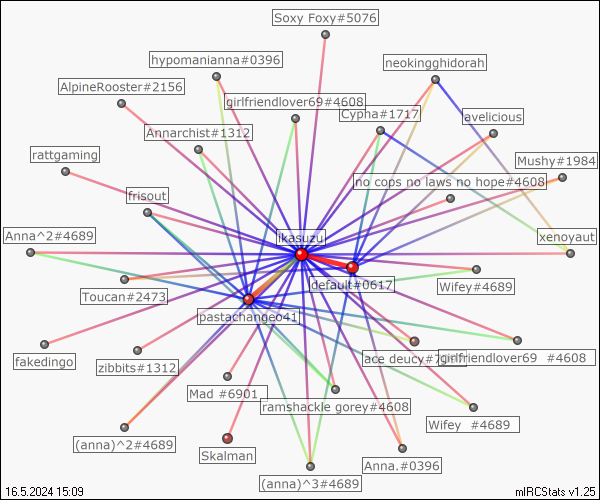 Soxy Foxy#5076
hypomanianna#0396
neokingghidorah
AlpineRooster#2156
girlfriendlover69#4608
Cypha#1717
avelicious
Annarchist#1312
rattgaming
Mushy#1984
no cops no laws no hope#4608
frisout
Anna^2#4689
ikasuzu
xenoyaut
default#0617
Wifey#4689
Toucan#2473
pastachange041
fakedingo
ace deucy
girlfriendlover69 #4608
zibbits#1312
Mad #6901
ramshackle gorey#4608
Wifey #4689
(anna)^2#4689
Skalman
Anna.#0396
(anna)^3#4689
16.5.2024 15:09
mIRCStats v1.25